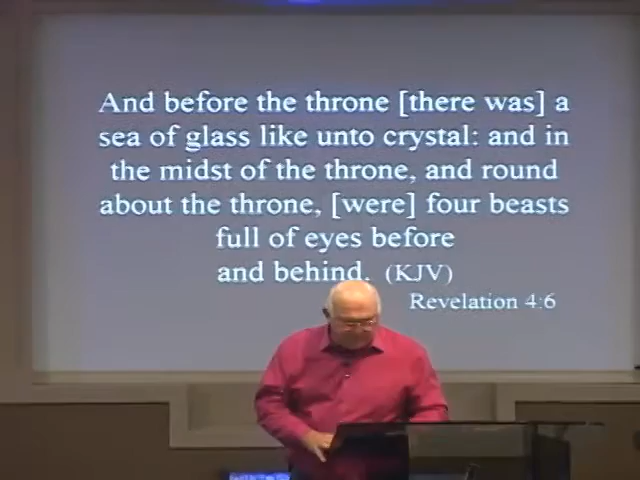 And before the throne [there was] a
sea of glass like unto crystal: and in
the midst of the throne, and round
about the throne, [were] four beasts
full of eyes before
and behind. (KJV)
Revelation 4:6